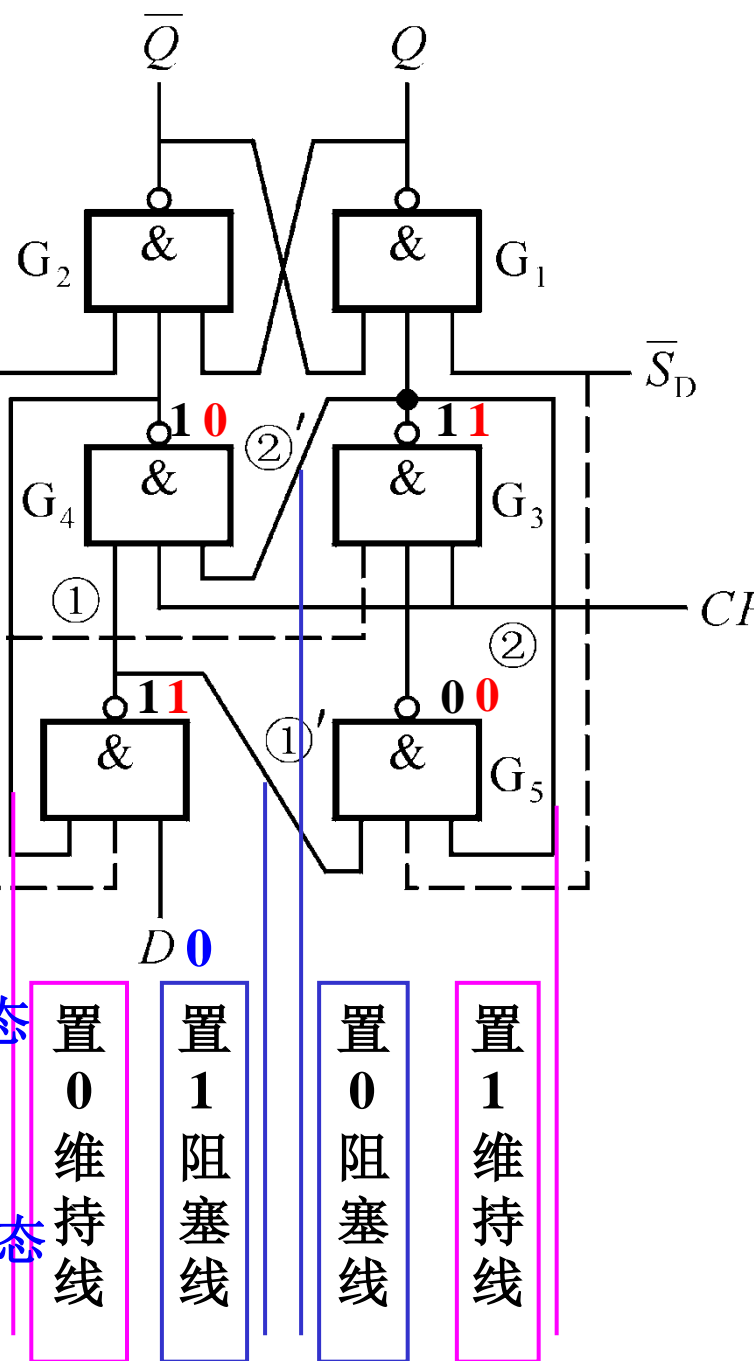 Q̅ Q
& &
G₂ G₁
S̅_D
1 0 ②′ 1 1
& &
G₄ G₃
① CP
②
1 1 0 0
& ①′ &
G₅
D 0
态
态
置0维持线
置1阻塞线
置0阻塞线
置1维持线